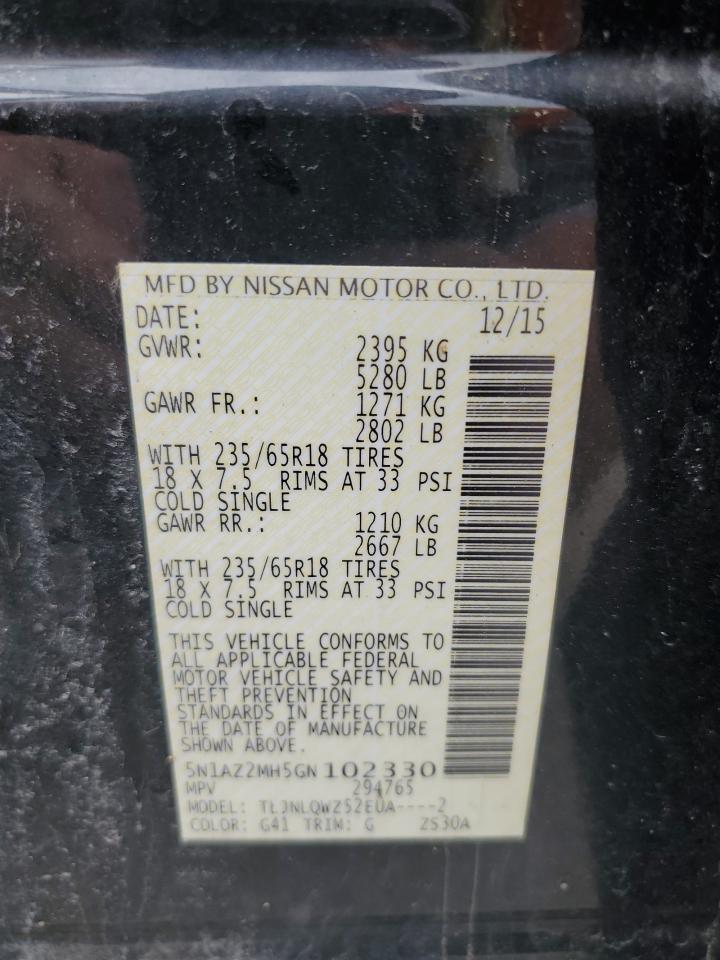 MFD BY NISSAN MOTOR CO., LTD.
DATE: 12/15
GVWR: 2395 KG
5280 LB
GAWR FR.: 1271 KG
2802 LB
WITH 235/65R18 TIRES
18 X 7.5 RIMS AT 33 PSI
COLD SINGLE
GAWR RR.: 1210 KG
2667 LB
WITH 235/65R18 TIRES
18 X 7.5 RIMS AT 33 PSI
COLD SINGLE
THIS VEHICLE CONFORMS TO
ALL APPLICABLE FEDERAL
MOTOR VEHICLE SAFETY AND
THEFT PREVENTION
STANDARDS IN EFFECT ON
THE DATE OF MANUFACTURE
SHOWN ABOVE.
5N1AZ2MH5GN102330
MPV 294765
MODEL: TLJNLQWZ52EUA----2
COLOR: G41 TRIM: G ZS30A